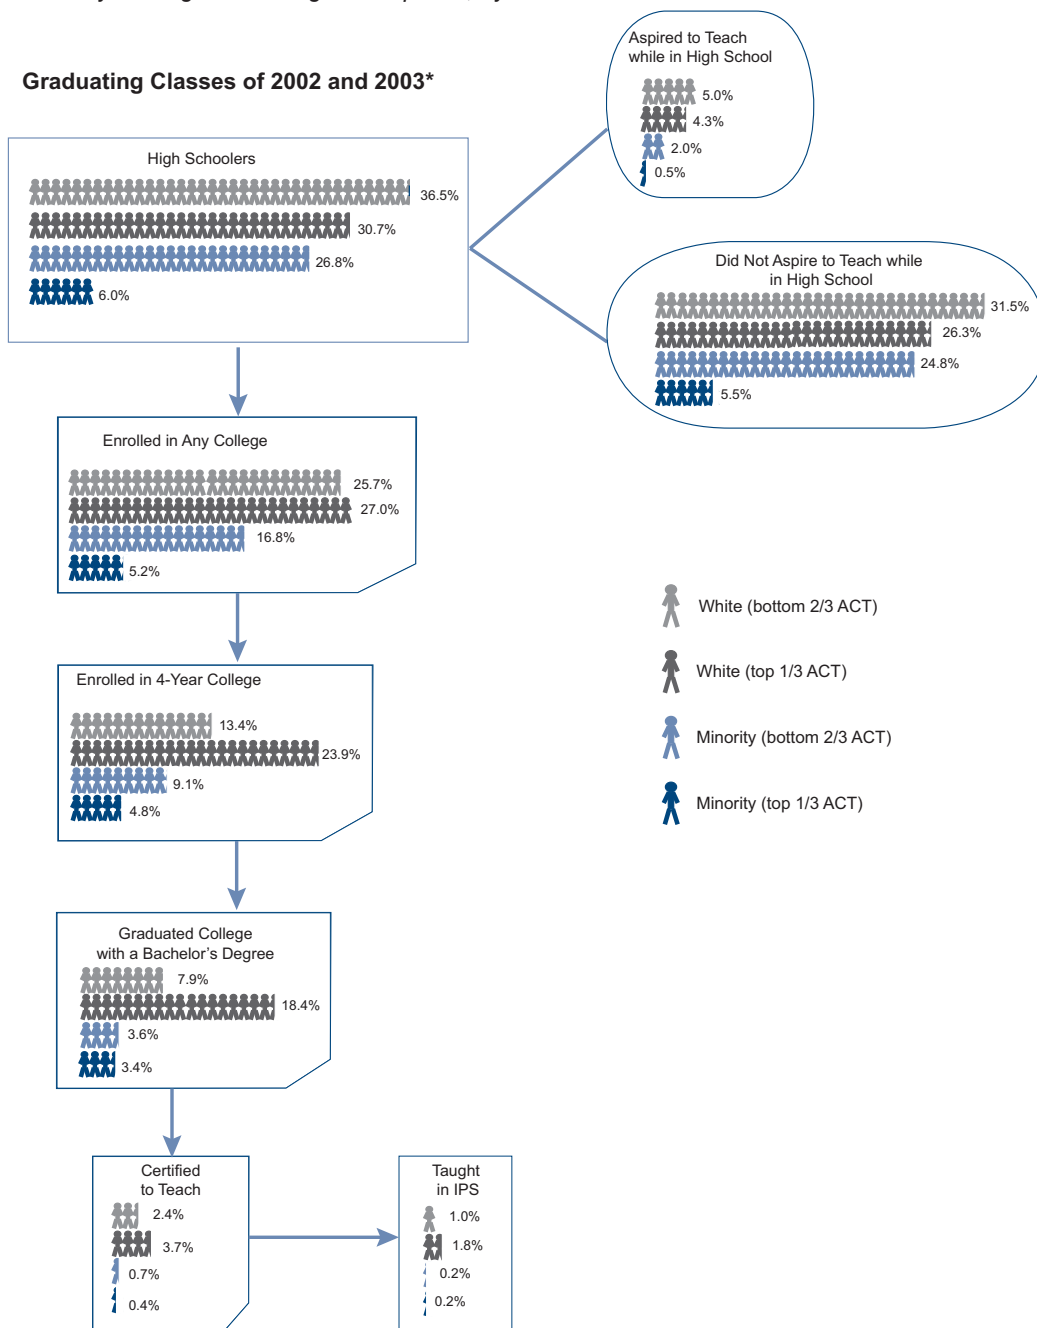 Graduating Classes of 2002 and 2003*
Aspired to Teach
while in High School
5.0%
4.3%
2.0%
0.5%
High Schoolers
36.5%
30.7%
26.8%
6.0%
Did Not Aspire to Teach while
in High School
31.5%
26.3%
24.8%
5.5%
Enrolled in Any College
25.7%
27.0%
16.8%
5.2%
White (bottom 2/3 ACT)
White (top 1/3 ACT)
Minority (bottom 2/3 ACT)
Minority (top 1/3 ACT)
Enrolled in 4-Year College
13.4%
23.9%
9.1%
4.8%
Graduated College
with a Bachelor’s Degree
7.9%
18.4%
3.6%
3.4%
Certified
to Teach
2.4%
3.7%
0.7%
0.4%
Taught
in IPS
1.0%
1.8%
0.2%
0.2%